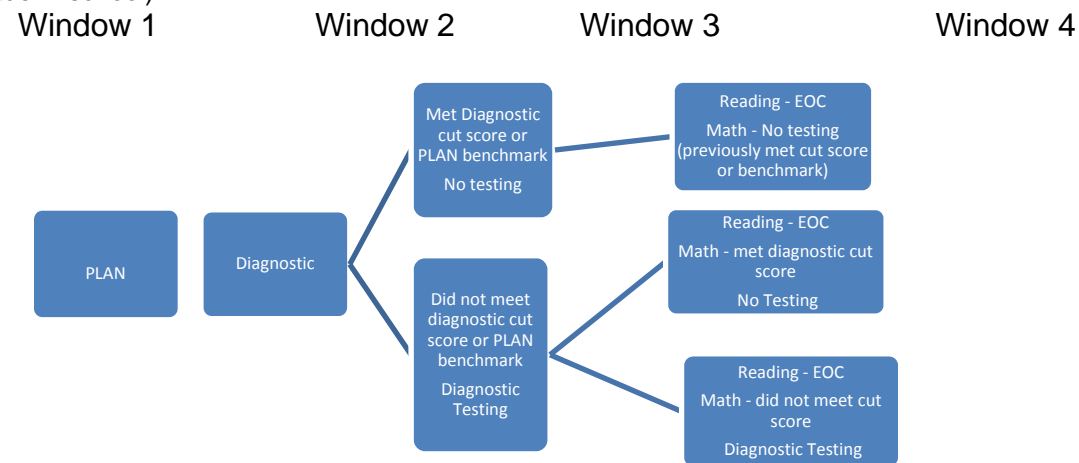 Window 1 Window 2 Window 3 Window 4
PLAN
Diagnostic
Met Diagnostic
cut score or
PLAN benchmark
No testing
Did not meet
diagnostic cut
score or PLAN
benchmark
Diagnostic
Testing
Reading - EOC
Math - No testing
(previously met cut score
or benchmark)
Reading - EOC
Math - met diagnostic cut
score
No Testing
Reading - EOC
Math - did not meet cut
score
Diagnostic Testing